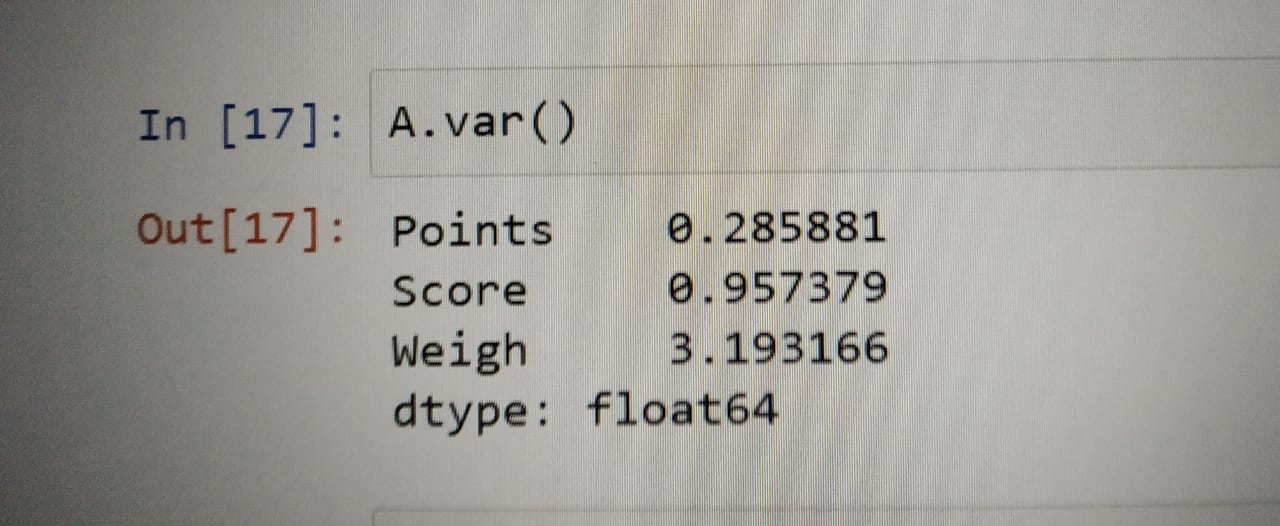 In [17]: A.var()
Out[17]: Points 0.285881
Score 0.957379
Weigh 3.193166
dtype: float64